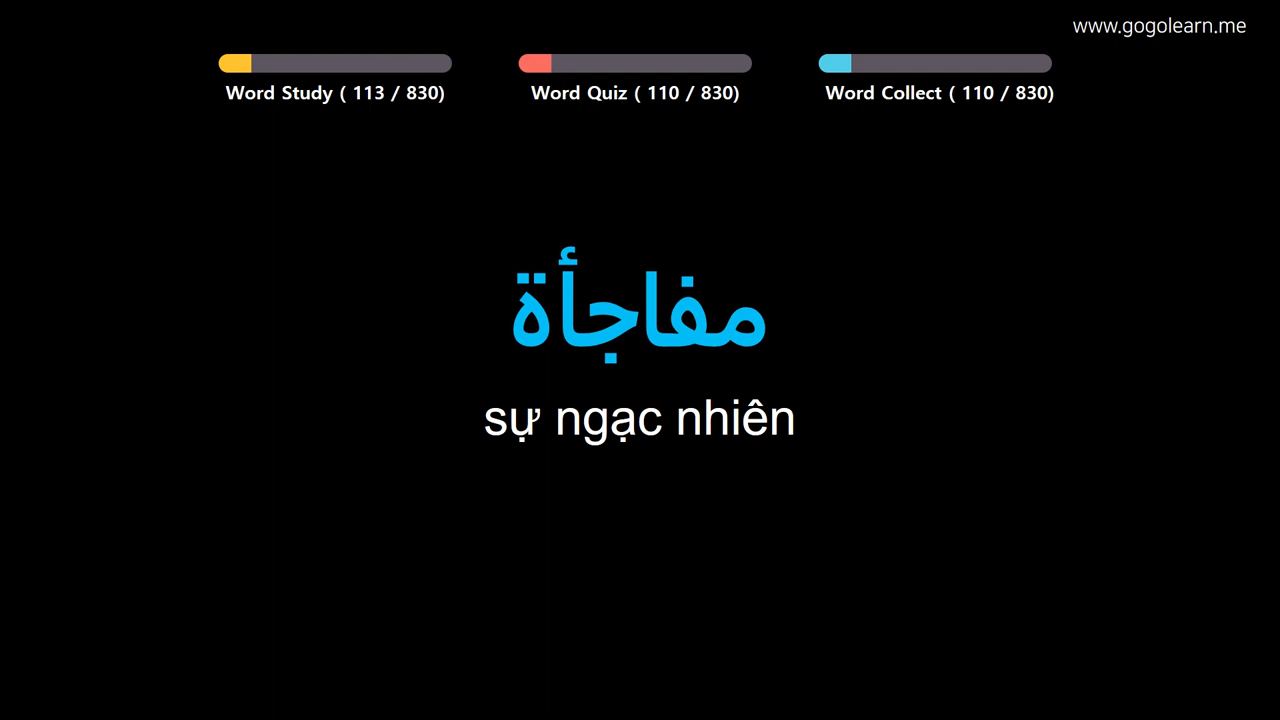 www.gogolearn.me
Word Study ( 113 / 830)
Word Quiz ( 110 / 830)
Word Collect ( 110 / 830)
مفاجأة
sự ngạc nhiên